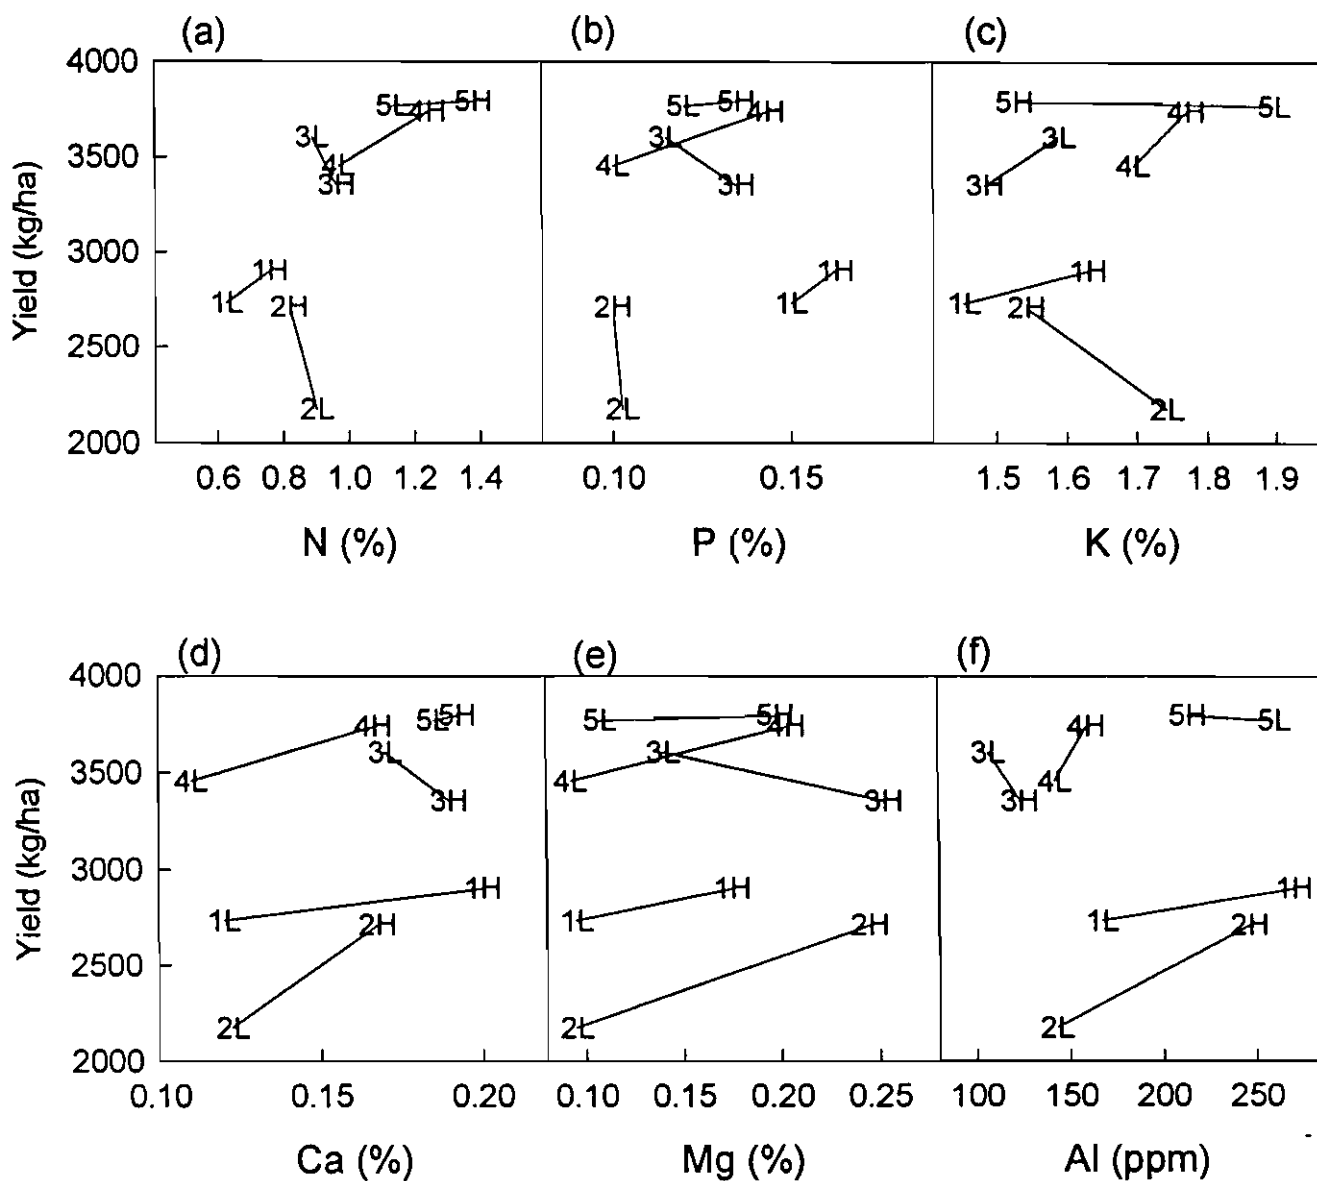 (a) (b) (c)
4000
3500
3000
2500
2000
Yield (kg/ha)
5L 5H 4H 3L 4L 3H 1H 1L 2H 2L
5L 5H 4H 3L 4L 3H 1H 1L 2H 2L
5H 5L 4H 3L 4L 3H 1H 1L 2H 2L
0.6 0.8 1.0 1.2 1.4
0.10 0.15
1.5 1.6 1.7 1.8 1.9
N (%) P (%) K (%)
(d) (e) (f)
4000
3500
3000
2500
2000
Yield (kg/ha)
5L 5H 4H 3L 4L 3H 1H 1L 2H 2L
5L 5H 4H 3L 4L 3H 1H 1L 2H 2L
5H 5L 4H 3L 4L 3H 1H 1L 2H 2L
0.10 0.15 0.20
0.10 0.15 0.20 0.25
100 150 200 250
Ca (%) Mg (%) Al (ppm)